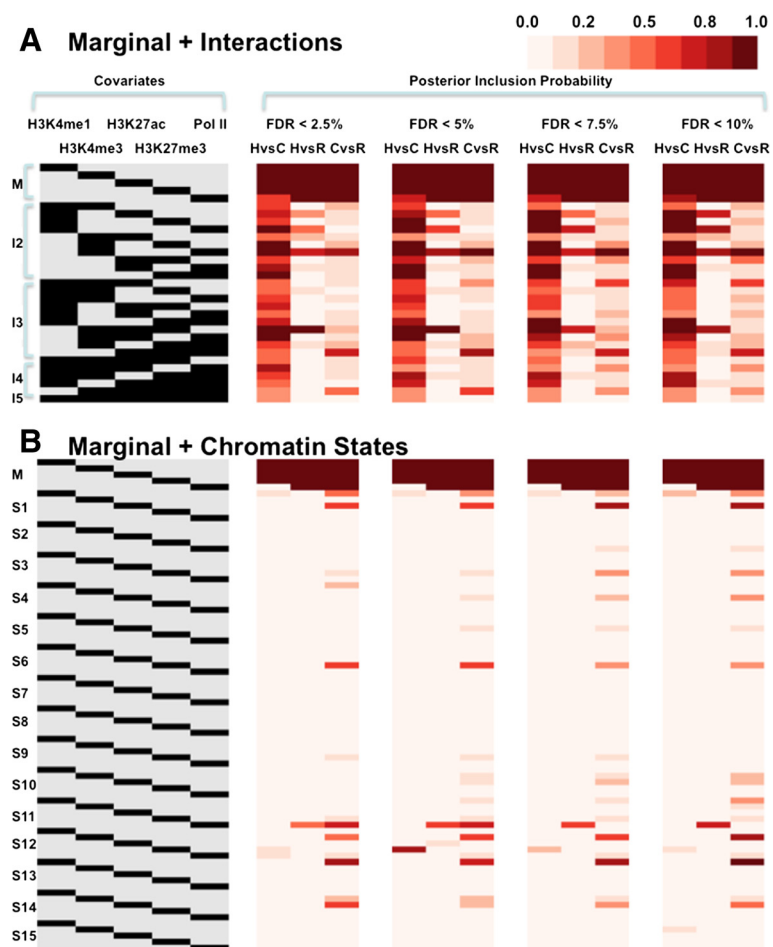 A Marginal + Interactions
0.0 0.2 0.5 0.8 1.0
Covariates
Posterior Inclusion Probability
H3K4me1 H3K27ac Pol II
H3K4me3 H3K27me3
FDR < 2.5% FDR < 5% FDR < 7.5% FDR < 10%
HvsC HvsR CvsR HvsC HvsR CvsR HvsC HvsR CvsR HvsC HvsR CvsR
M
I2
I3
I4
I5
B Marginal + Chromatin States
M
S1
S2
S3
S4
S5
S6
S7
S8
S9
S10
S11
S12
S13
S14
S15